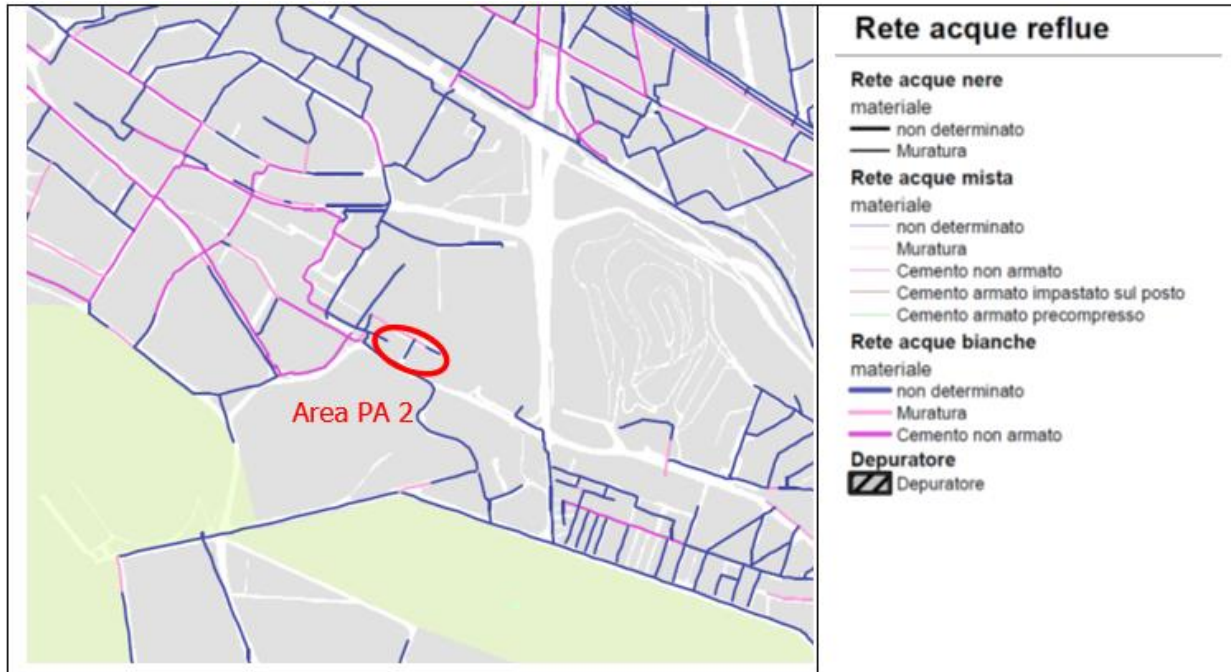 Area PA 2
Rete acque reflue
Rete acque nere
materiale
non determinato
Muratura
Rete acque mista
materiale
non determinato
Muratura
Cemento non armato
Cemento armato impastato sul posto
Cemento armato precompresso
Rete acque bianche
materiale
non determinato
Muratura
Cemento non armato
Depuratore
Depuratore